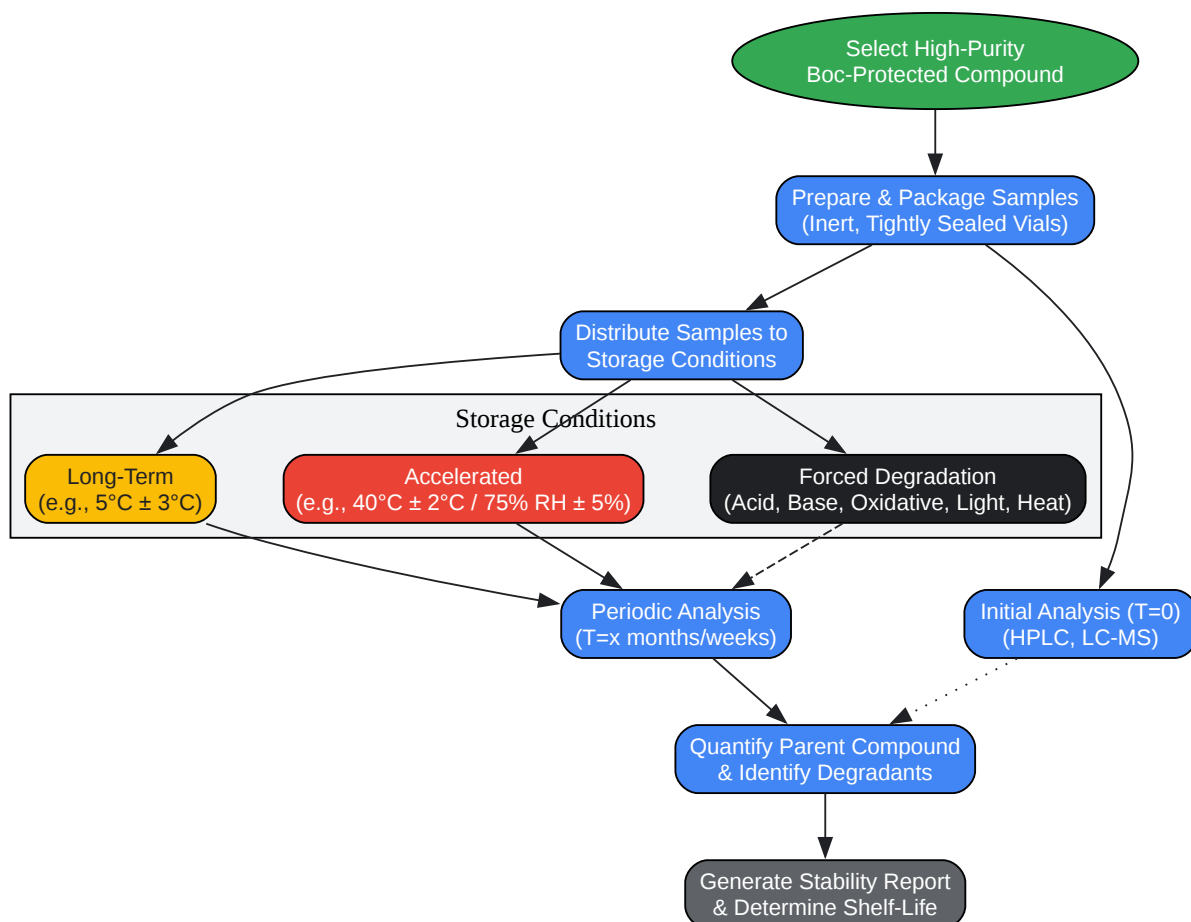 Select High-Purity
Boc-Protected Compound
Prepare & Package Samples
(Inert, Tightly Sealed Vials)
Distribute Samples to
Storage Conditions
Storage Conditions
Long-Term
(e.g., 5°C ± 3°C)
Accelerated
(e.g., 40°C ± 2°C / 75% RH ± 5%)
Forced Degradation
(Acid, Base, Oxidative, Light, Heat)
Periodic Analysis
(T=x months/weeks)
Initial Analysis (T=0)
(HPLC, LC-MS)
Quantify Parent Compound
& Identify Degradants
Generate Stability Report
& Determine Shelf-Life